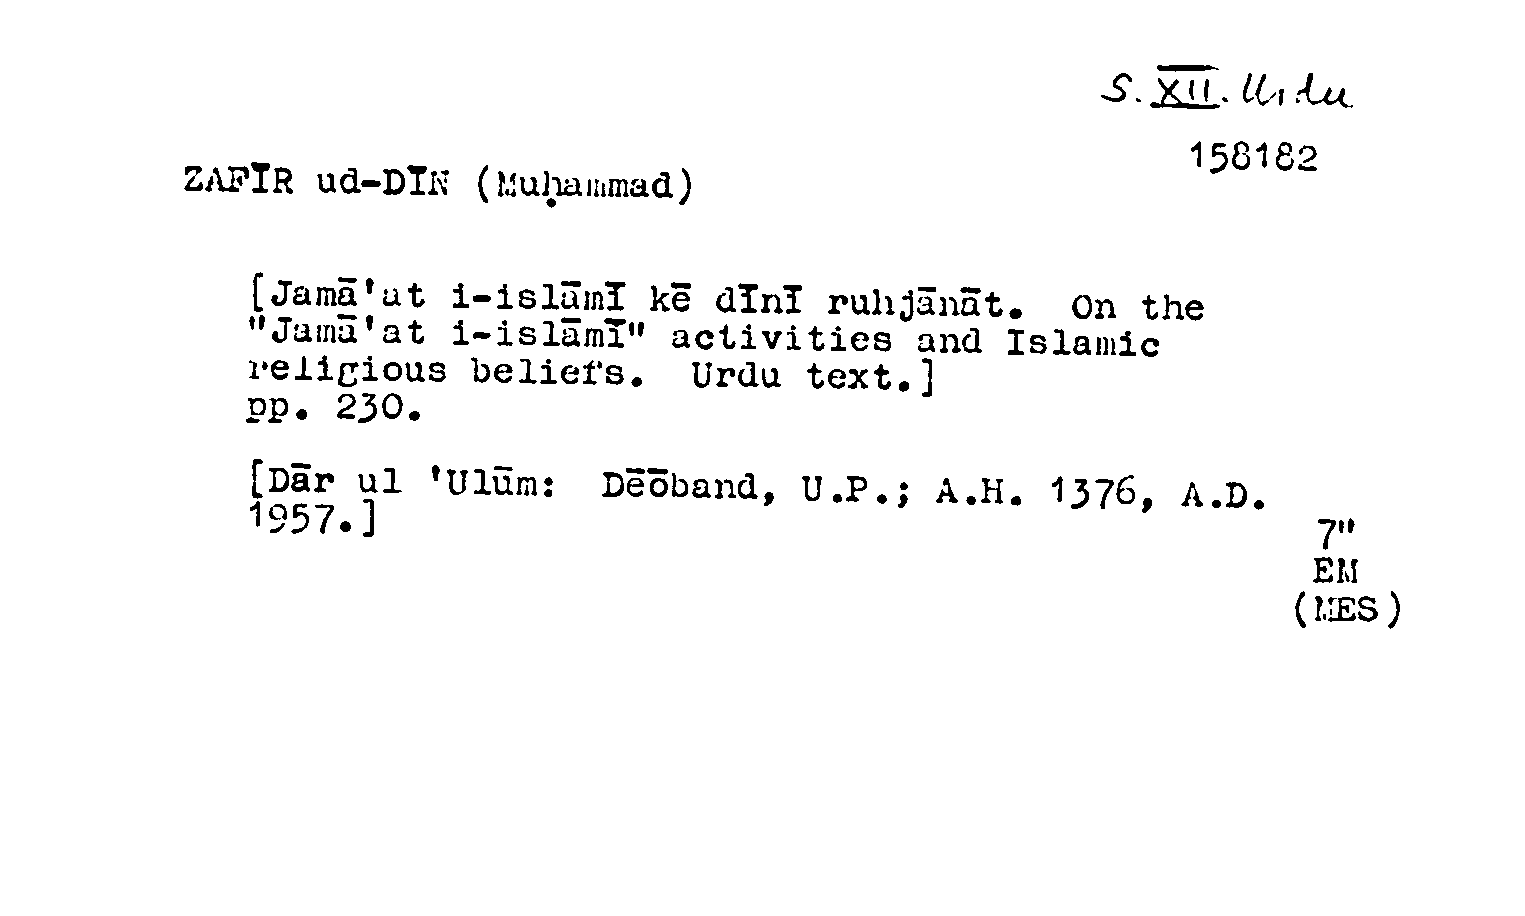 S. XII. Urdu
158182
ZAFĪR ud-DĪN (Muḥammad)
[Jamā'at i-islāmī kē dīnī ruhjānāt. On the
"Jamā'at i-islāmī" activities and Islamic
religious beliefs. Urdu text.]
pp. 230.
[Dār ul 'Ulūm: Dēōband, U.P.; A.H. 1376, A.D.
1957.]
7"
EM
(MES)